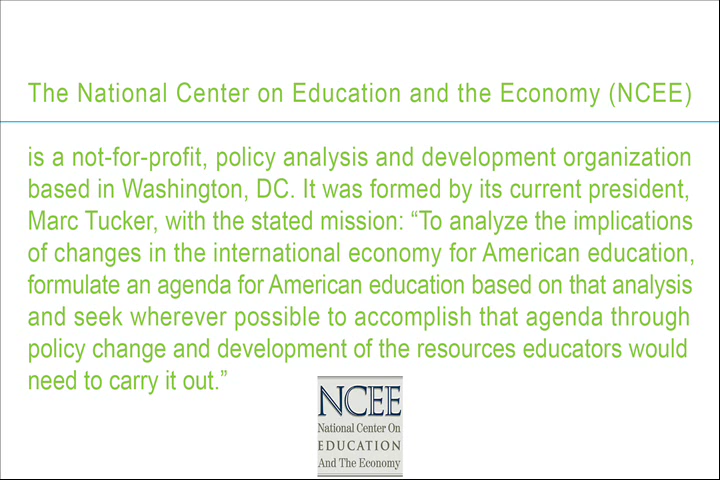 The National Center on Education and the Economy (NCEE)
is a not-for-profit, policy analysis and development organization
based in Washington, DC. It was formed by its current president,
Marc Tucker, with the stated mission: “To analyze the implications
of changes in the international economy for American education,
formulate an agenda for American education based on that analysis
and seek wherever possible to accomplish that agenda through
policy change and development of the resources educators would
need to carry it out.”
NCEE
National Center On
EDUCATION
And The Economy